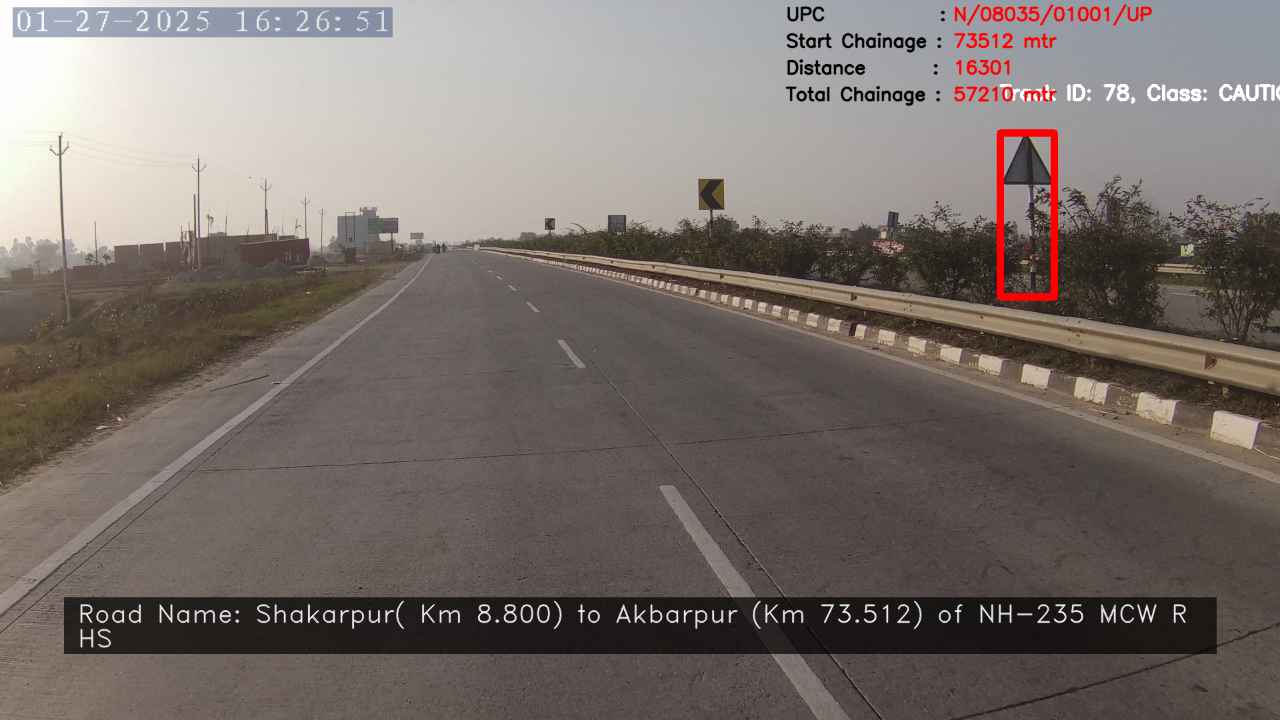 01-27-2025 16:26:51
UPC : N/08035/01001/UP
Start Chainage : 73512 mtr
Distance : 16301
Total Chainage : 57210 mtr
Track ID: 78, Class: CAUTIO
Road Name: Shakarpur( Km 8.800) to Akbarpur (Km 73.512) of NH-235 MCW R
HS